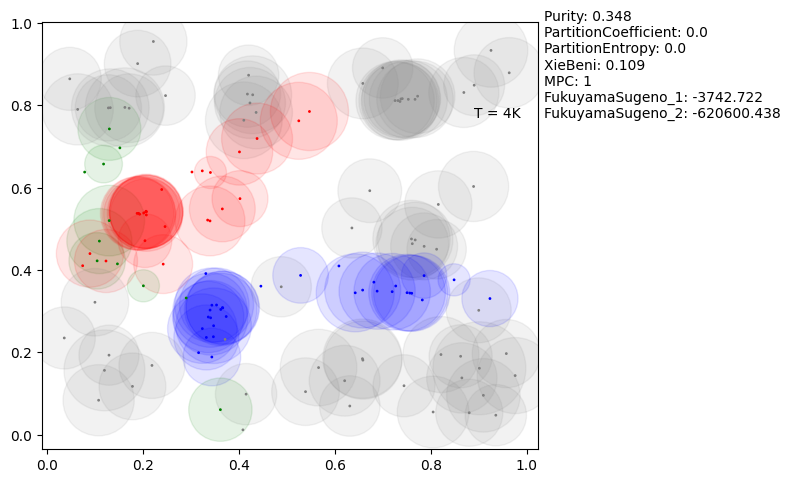 Purity: 0.348
PartitionCoefficient: 0.0
PartitionEntropy: 0.0
XieBeni: 0.109
MPC: 1
FukuyamaSugeno_1: -3742.722
FukuyamaSugeno_2: -620600.438
T = 4K
1.0
0.8
0.6
0.4
0.2
0.0
0.0 0.2 0.4 0.6 0.8 1.0